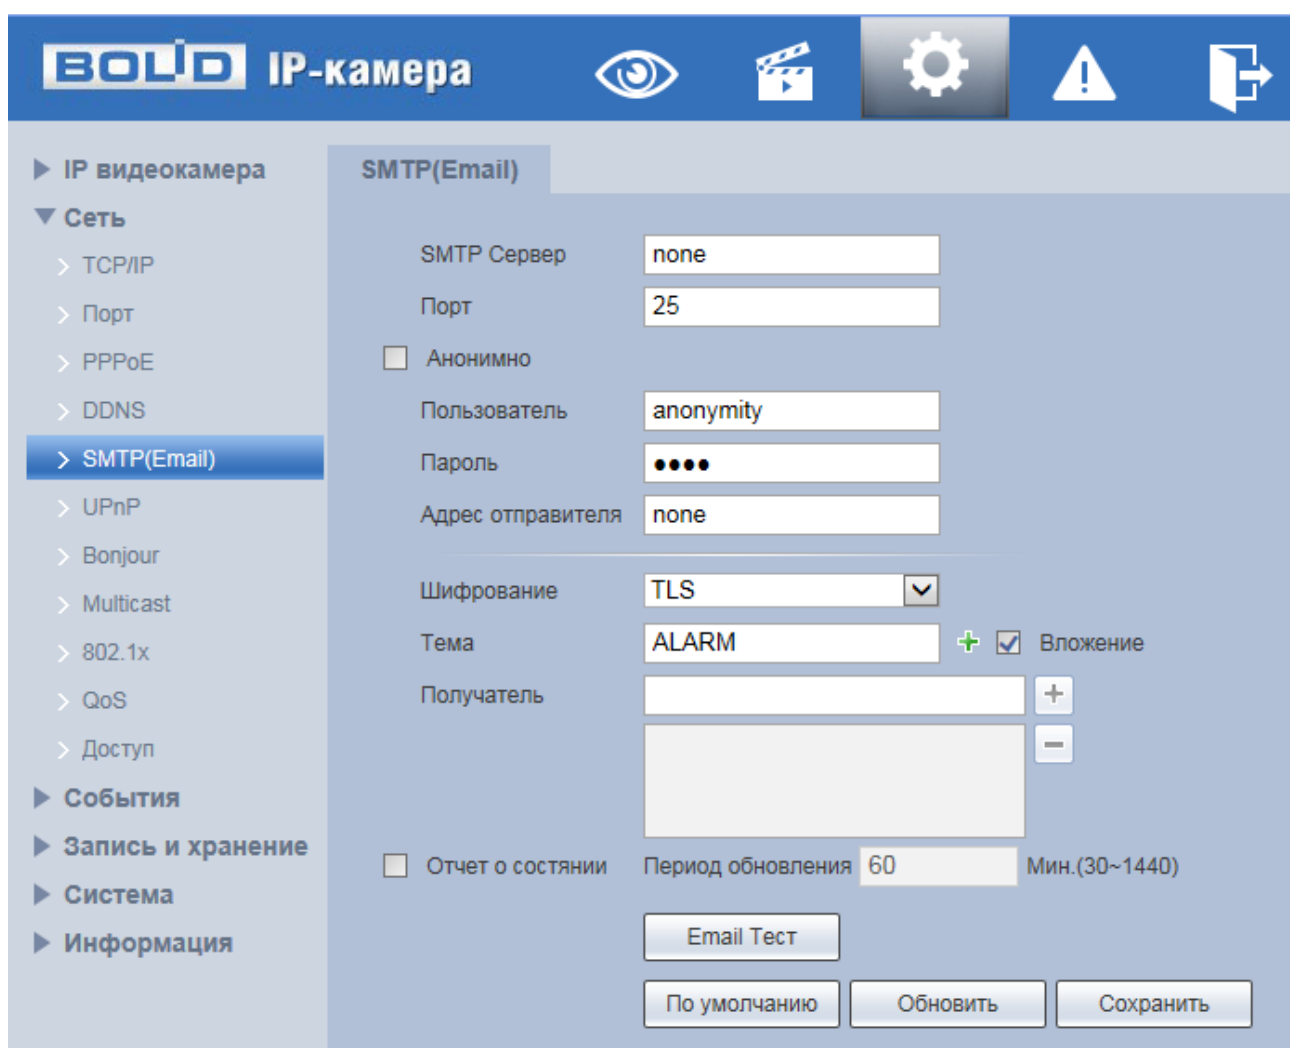 BOLID IP-камера
IP видеокамера
Сеть
TCP/IP
Порт
PPPoE
DDNS
SMTP(Email)
UPnP
Bonjour
Multicast
802.1x
QoS
Доступ
События
Запись и хранение
Система
Информация
SMTP(Email)
SMTP Сервер none
Порт 25
Анонимно
Пользователь anonymity
Пароль ●●●●
Адрес отправителя none
Шифрование TLS
Тема ALARM Вложение
Получатель
Отчет о состянии Период обновления 60 Мин.(30~1440)
Email Тест
По умолчанию Обновить Сохранить